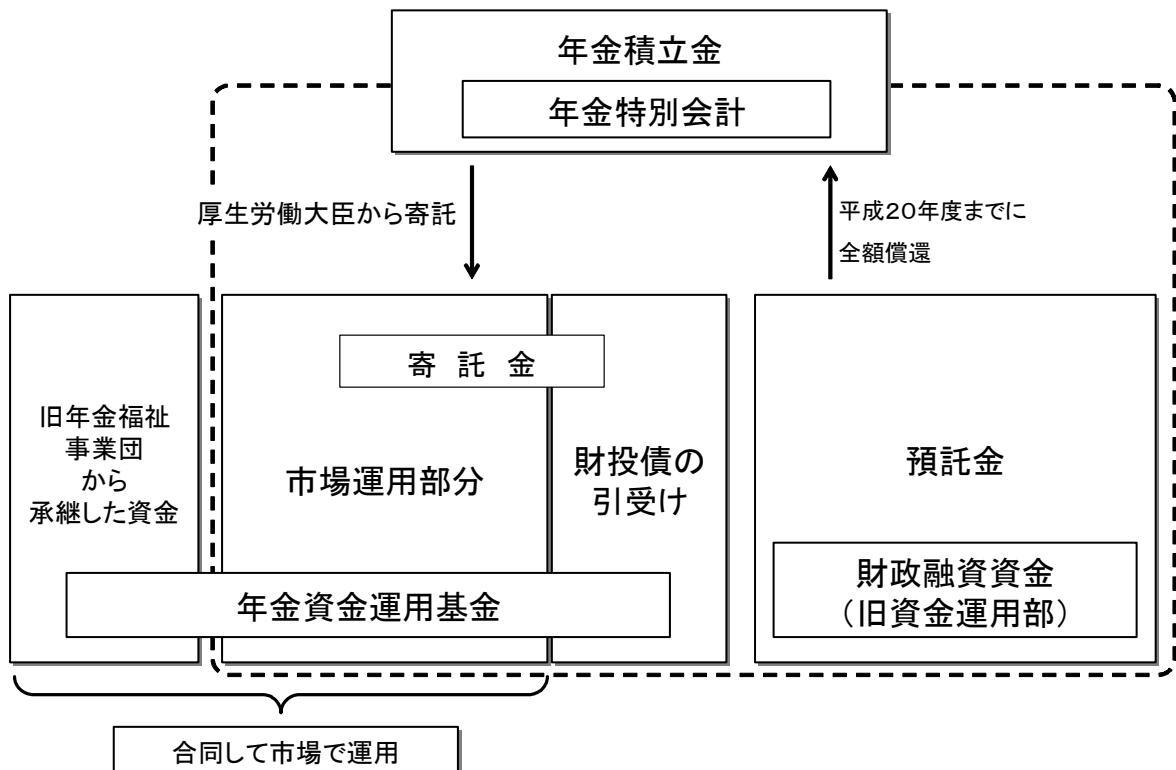 年金積立金
年金特別会計
厚生労働大臣から寄託
平成20年度までに
全額償還
旧年金福祉
事業団
から
承継した資金
寄託金
市場運用部分
財投債の
引受け
預託金
年金資金運用基金
財政融資資金
（旧資金運用部）
合同して市場で運用